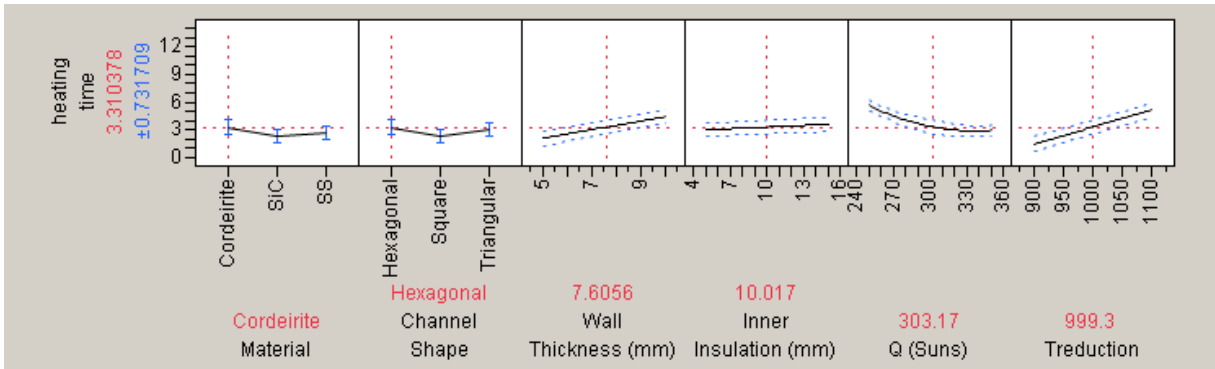 heating
time
3.310378
±0.731709
12
9
6
3
0
Cordeirite
SiC
SS
Hexagonal
Square
Triangular
5
7
9
4
7
10
13
16
240
270
300
330
360
900
950
1000
1050
1100
Hexagonal 7.6056 10.017
Cordeirite Channel Wall Inner 303.17 999.3
Material Shape Thickness (mm) Insulation (mm) Q (Suns) Treduction